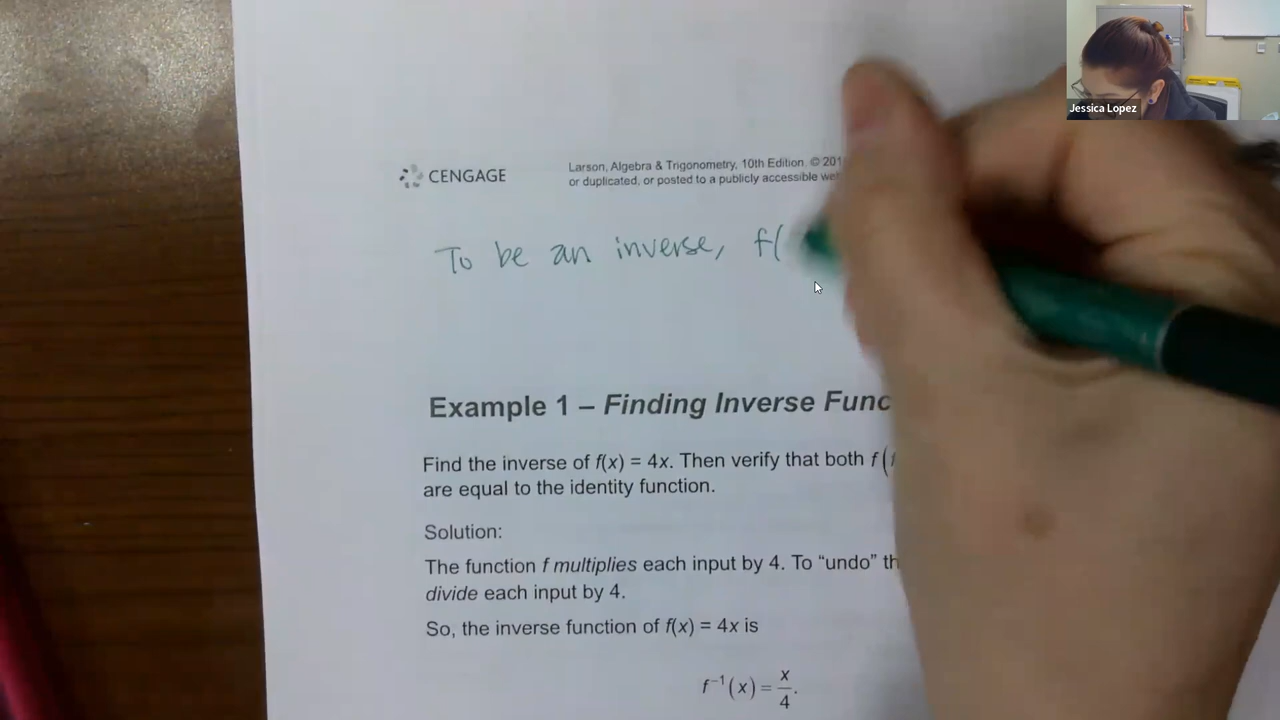 Jessica Lopez
CENGAGE
Larson, Algebra & Trigonometry, 10th Edition. © 201
or duplicated, or posted to a publicly accessible
To be an inverse, f(
Example 1 – Finding Inverse Func
Find the inverse of f(x) = 4x. Then verify that both f (
are equal to the identity function.
Solution:
The function f multiplies each input by 4. To “undo” th
divide each input by 4.
So, the inverse function of f(x) = 4x is
f⁻¹(x) = x/4.